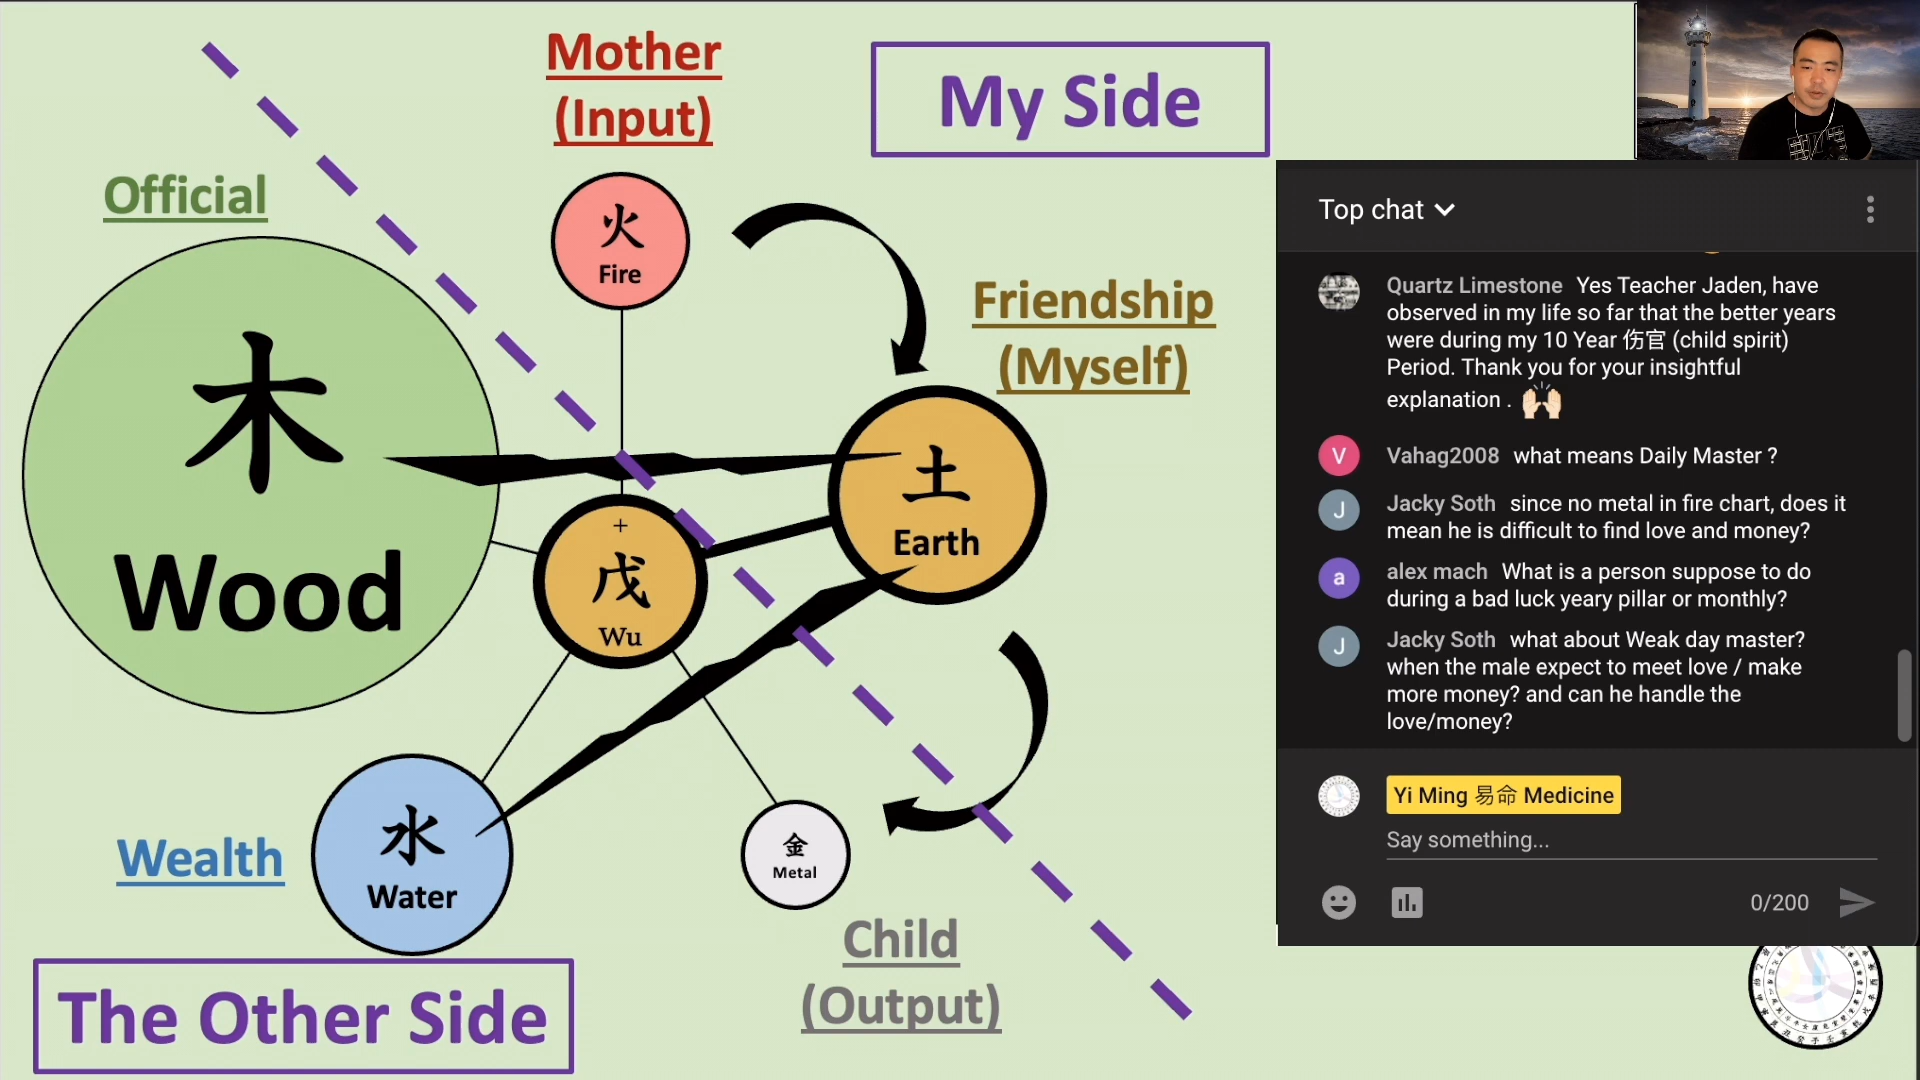 Mother
(Input)
My Side
Official
火
Fire
Friendship
(Myself)
木
Wood
土
Earth
+
戊
Wu
水
Water
Wealth
金
Metal
Child
(Output)
The Other Side
Top chat
Quartz Limestone Yes Teacher Jaden, have
observed in my life so far that the better years
were during my 10 Year 伤官 (child spirit)
Period. Thank you for your insightful
explanation .
V
Vahag2008 what means Daily Master ?
J
Jacky Soth since no metal in fire chart, does it
mean he is difficult to find love and money?
a
alex mach What is a person suppose to do
during a bad luck yeary pillar or monthly?
J
Jacky Soth what about Weak day master?
when the male expect to meet love / make
more money? and can he handle the
love/money?
Yi Ming 易命 Medicine
Say something...
0/200